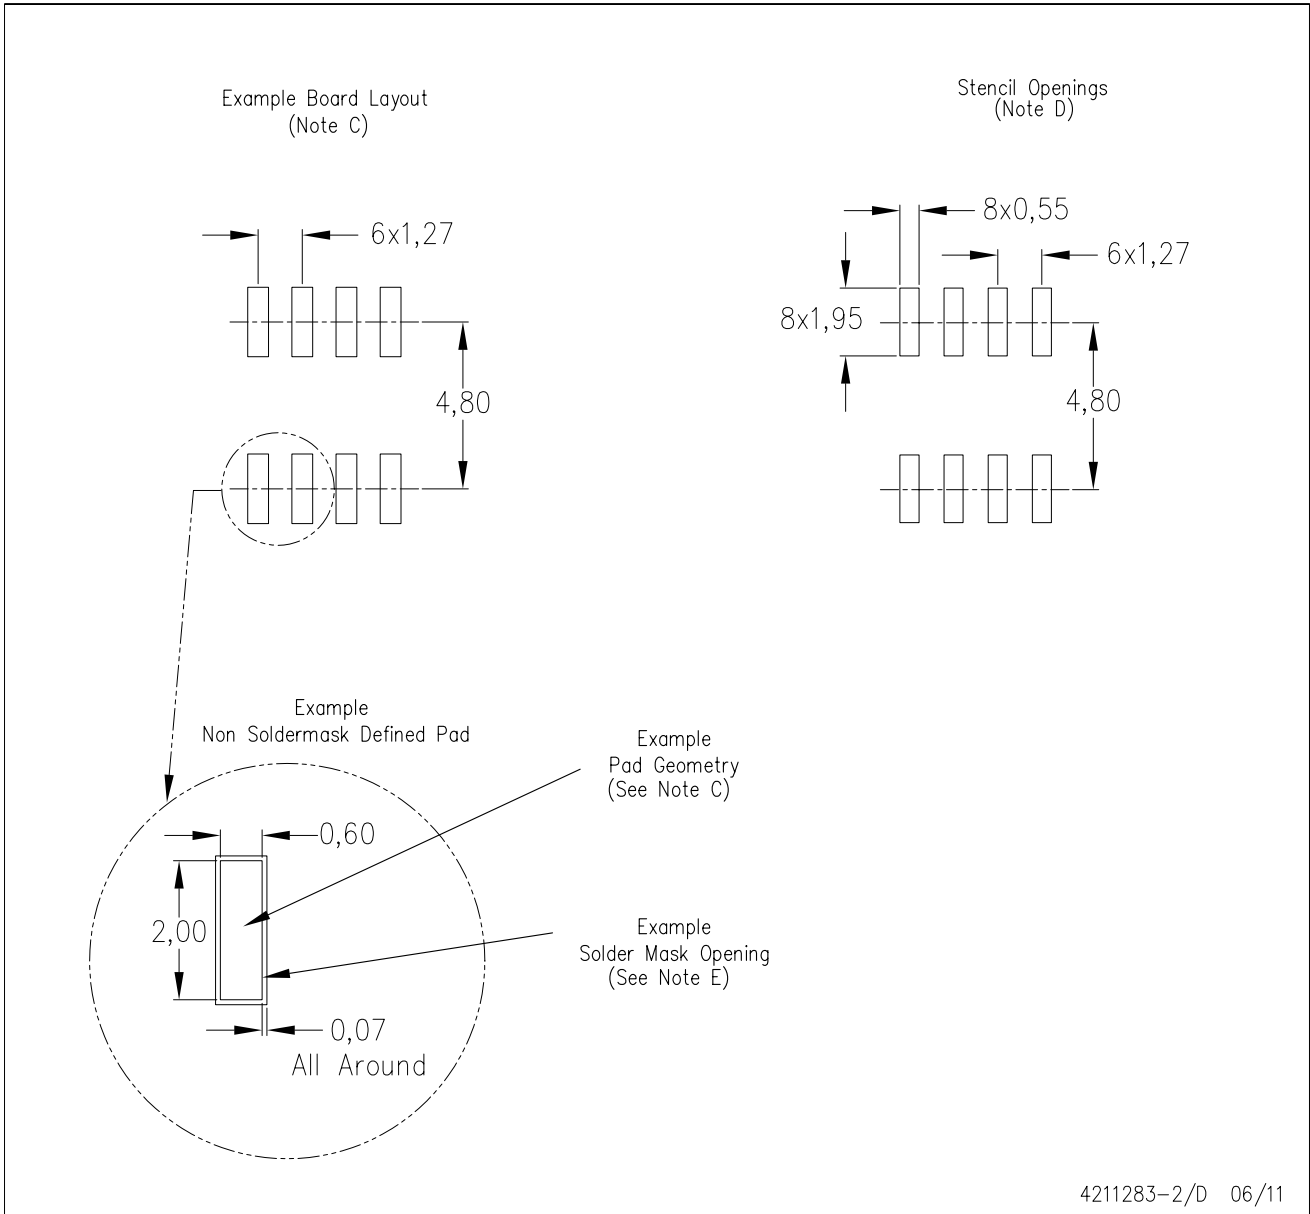 Example Board Layout
(Note C)
6x1,27
4,80
Stencil Openings
(Note D)
8x0,55
6x1,27
8x1,95
4,80
Example
Non Soldermask Defined Pad
0,60
2,00
0,07
All Around
Example
Pad Geometry
(See Note C)
Example
Solder Mask Opening
(See Note E)
4211283-2/D 06/11